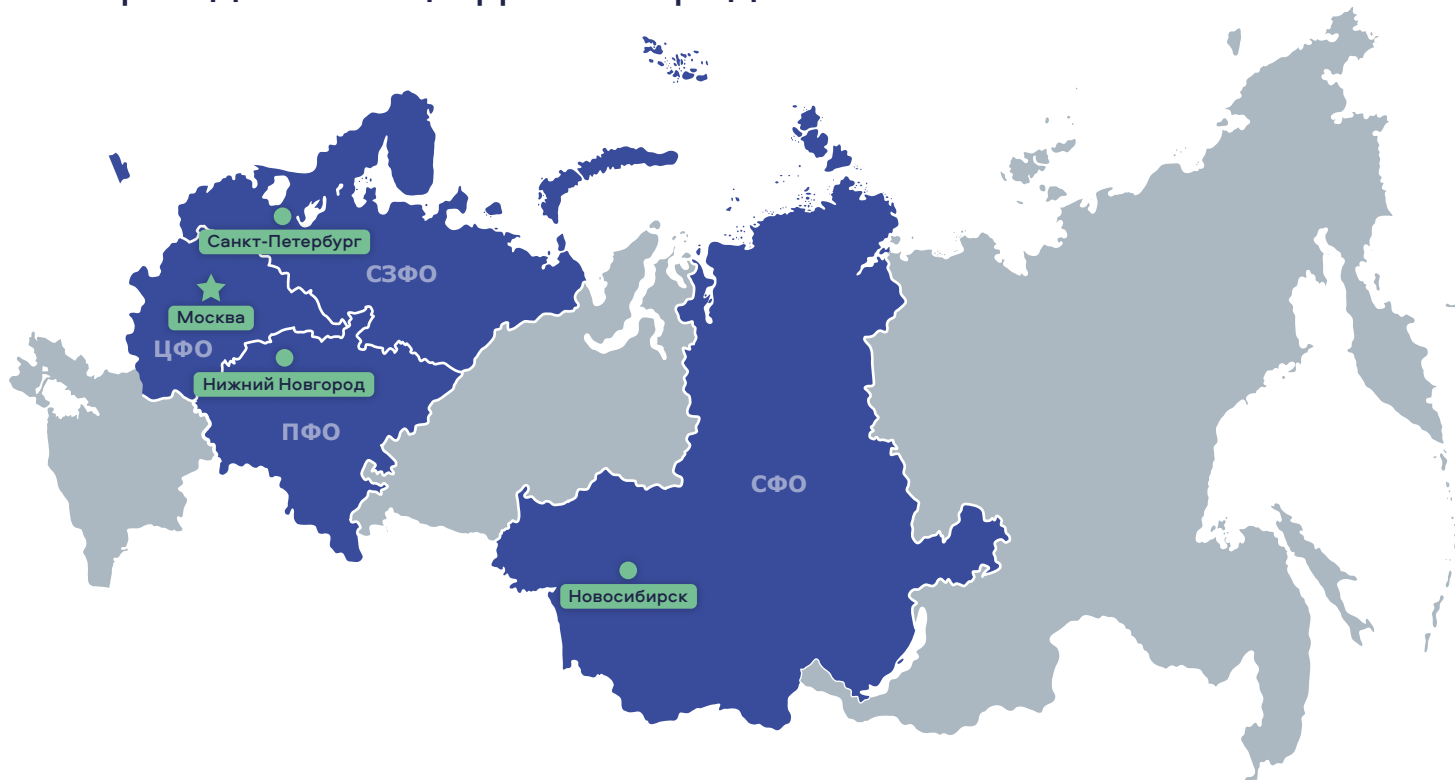 Санкт-Петербург
СЗФО
Москва
ЦФО
Нижний Новгород
ПФО
СФО
Новосибирск